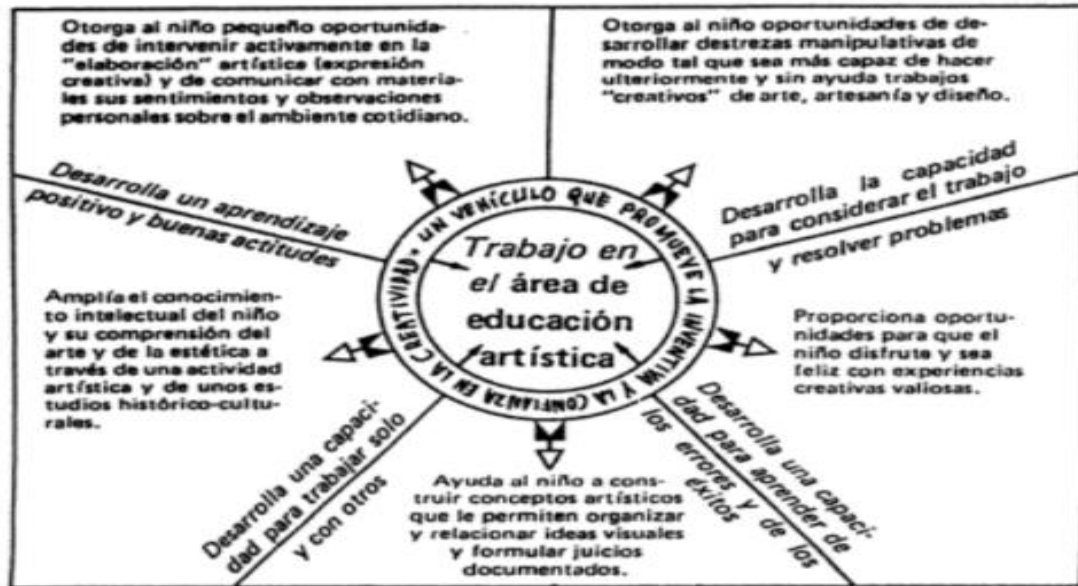 Otorga al niño pequeño oportunida-
des de intervenir activamente en la
"elaboración" artística (expresión
creativa) y de comunicar con materia-
les sus sentimientos y observaciones
personales sobre el ambiente cotidiano.
Otorga al niño oportunidades de de-
sarrollar destrezas manipulativas de
modo tal que sea más capaz de hacer
ulteriormente y sin ayuda trabajos
"creativos" de arte, artesanía y diseño.
Desarrolla un aprendizaje
positivo y buenas actitudes
Desarrolla la capacidad
para considerar el trabajo
y resolver problemas
UN VEHÍCULO QUE PROMUEVE LA INVENTIVA Y LA CONFIANZA EN LA CREATIVIDAD
Trabajo en
el área de
educación
artística
Amplía el conocimien-
to intelectual del niño
y su comprensión del
arte y de la estética a
través de una actividad
artística y de unos es-
tudios histórico-cultu-
rales.
Proporciona oportu-
nidades para que el
niño disfrute y sea
feliz con experiencias
creativas valiosas.
Desarrolla una capaci-
dad para trabajar solo
y con otros
Ayuda al niño a cons-
truir conceptos artísticos
que le permiten organizar
y relacionar ideas visuales
y formular juicios
documentados.
Desarrolla una capaci-
dad para aprender de
los errores y de los
éxitos